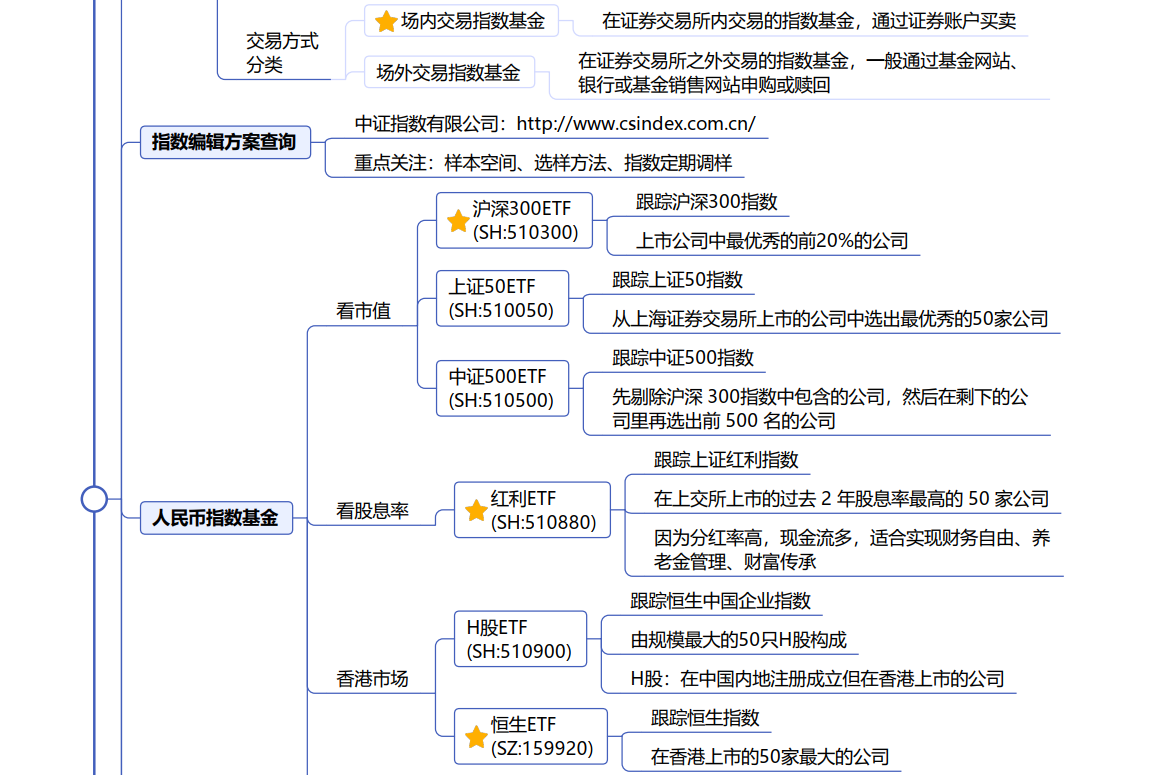 交易方式
分类
场内交易指数基金
在证券交易所内交易的指数基金，通过证券账户买卖
场外交易指数基金
在证券交易所之外交易的指数基金，一般通过基金网站、
银行或基金销售网站申购或赎回
指数编辑方案查询
中证指数有限公司：http://www.csindex.com.cn/
重点关注：样本空间、选样方法、指数定期调样
人民币指数基金
看市值
沪深300ETF
(SH:510300)
跟踪沪深300指数
上市公司中最优秀的前20%的公司
上证50ETF
(SH:510050)
跟踪上证50指数
从上海证券交易所上市的公司中选出最优秀的50家公司
中证500ETF
(SH:510500)
跟踪中证500指数
先剔除沪深 300指数中包含的公司，然后在剩下的公
司里再选出前 500 名的公司
看股息率
红利ETF
(SH:510880)
跟踪上证红利指数
在上交所上市的过去 2 年股息率最高的 50 家公司
因为分红率高，现金流多，适合实现财务自由、养
老金管理、财富传承
香港市场
H股ETF
(SH:510900)
跟踪恒生中国企业指数
由规模最大的50只H股构成
H股：在中国内地注册成立但在香港上市的公司
恒生ETF
(SZ:159920)
跟踪恒生指数
在香港上市的50家最大的公司